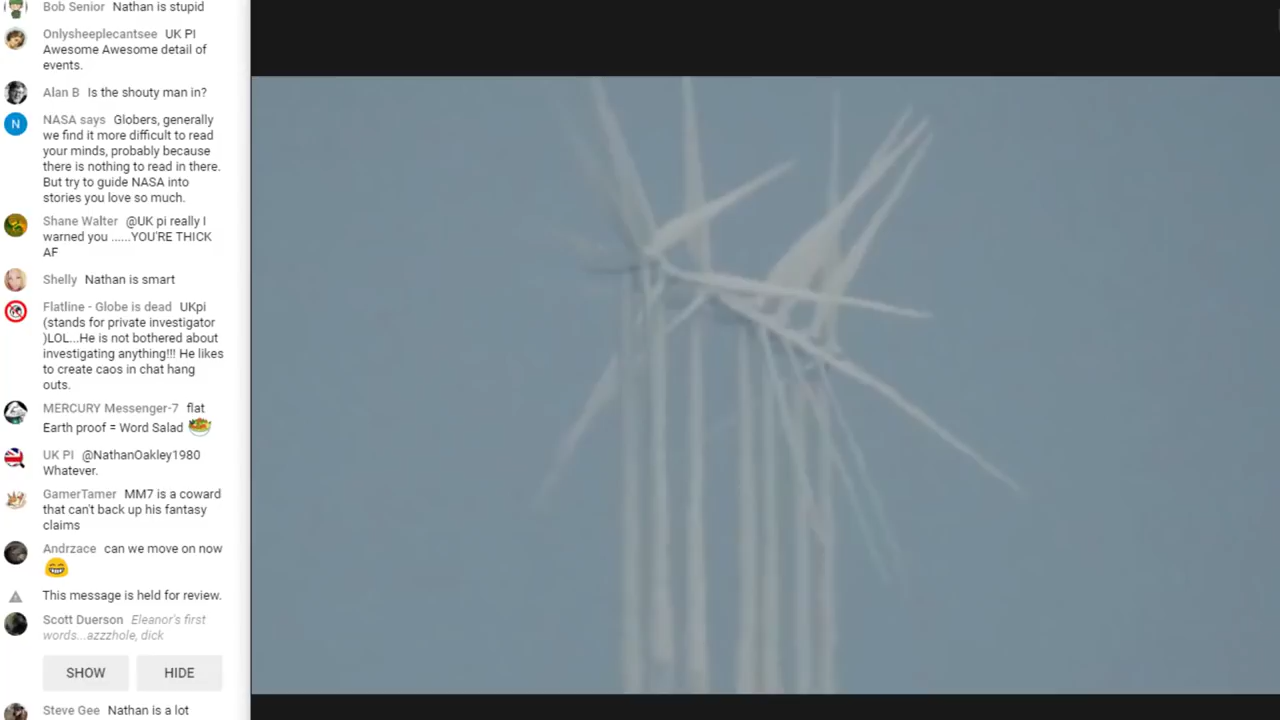 Bob Senior Nathan is stupid
Onlysheeplecantsee UK PI
Awesome Awesome detail of
events.
Alan B Is the shouty man in?
N
NASA says Globers, generally
we find it more difficult to read
your minds, probably because
there is nothing to read in there.
But try to guide NASA into
stories you love so much.
Shane Walter @UK pi really I
warned you ......YOU'RE THICK
AF
Shelly Nathan is smart
Flatline - Globe is dead UKpi
(stands for private investigator
)LOL...He is not bothered about
investigating anything!!! He likes
to create caos in chat hang
outs.
MERCURY Messenger-7 flat
Earth proof = Word Salad
UK PI @NathanOakley1980
Whatever.
GamerTamer MM7 is a coward
that can't back up his fantasy
claims
Andrzace can we move on now
This message is held for review.
Scott Duerson Eleanor's first
words...azzzhole, dick
SHOW HIDE
Steve Gee Nathan is a lot